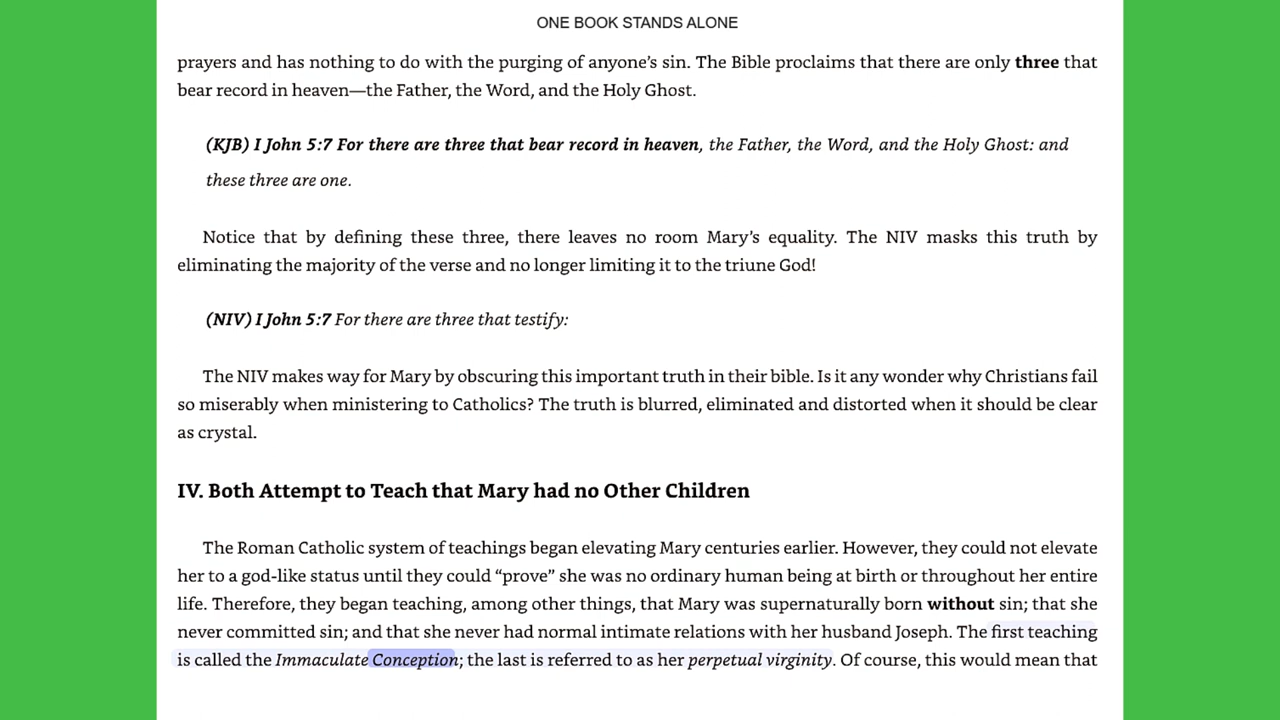 ONE BOOK STANDS ALONE
prayers and has nothing to do with the purging of anyone’s sin. The Bible proclaims that there are only three that
bear record in heaven—the Father, the Word, and the Holy Ghost.
(KJB) I John 5:7 For there are three that bear record in heaven, the Father, the Word, and the Holy Ghost: and
these three are one.
Notice that by defining these three, there leaves no room Mary’s equality. The NIV masks this truth by
eliminating the majority of the verse and no longer limiting it to the triune God!
(NIV) I John 5:7 For there are three that testify:
The NIV makes way for Mary by obscuring this important truth in their bible. Is it any wonder why Christians fail
so miserably when ministering to Catholics? The truth is blurred, eliminated and distorted when it should be clear
as crystal.
IV. Both Attempt to Teach that Mary had no Other Children
The Roman Catholic system of teachings began elevating Mary centuries earlier. However, they could not elevate
her to a god-like status until they could “prove” she was no ordinary human being at birth or throughout her entire
life. Therefore, they began teaching, among other things, that Mary was supernaturally born without sin; that she
never committed sin; and that she never had normal intimate relations with her husband Joseph. The first teaching
is called the Immaculate Conception; the last is referred to as her perpetual virginity. Of course, this would mean that